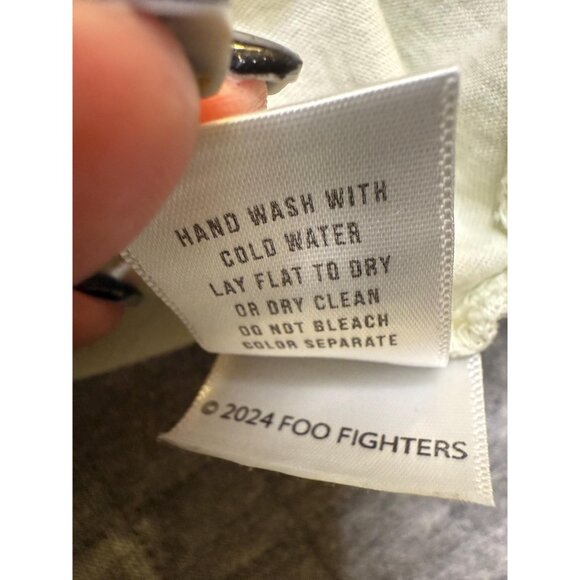 HAND WASH WITH
COLD WATER
LAY FLAT TO DRY
OR DRY CLEAN
DO NOT BLEACH
COLOR SEPARATE
© 2024 FOO FIGHTERS